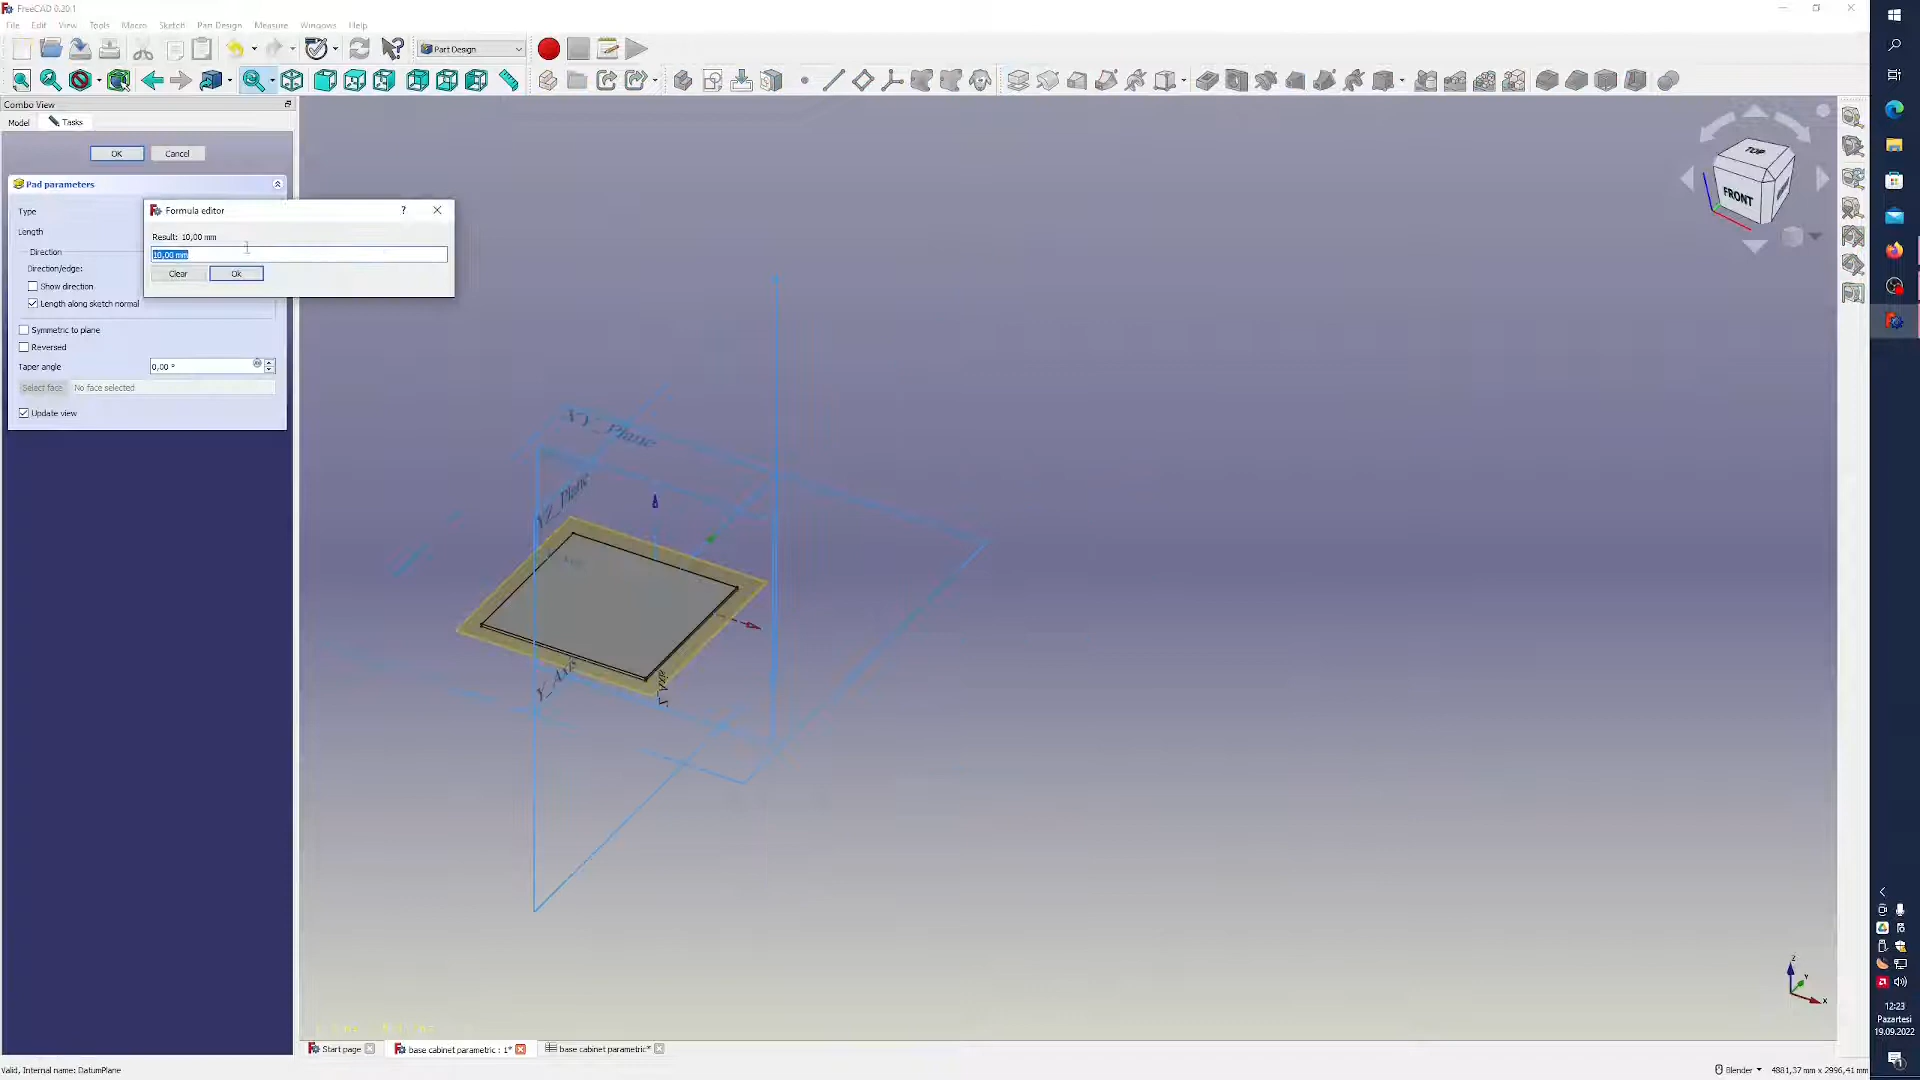 FreeCAD 0.20.1
File Edit View Tools Macro Sketch Part Design Measure Windows Help
Part Design
Combo View
Model Tasks
OK Cancel
Pad parameters
Type
Length
Direction
Direction/edge:
Show direction
Length along sketch normal
Symmetric to plane
Reversed
Taper angle 0,00 °
Select face No face selected
Update view
Formula editor ?
Result: 10,00 mm
10,00 mm
Clear Ok
TOP
FRONT
XY_Plane
YZ_Plane
Y_Axis
Z_Axis
Z
Y
X
Start page base cabinet parametric : 1* base cabinet parametric*
Valid, Internal name: DatumPlane
Blender 4881,37 mm x 2996,41 mm
12:23
Pazartesi
19.09.2022